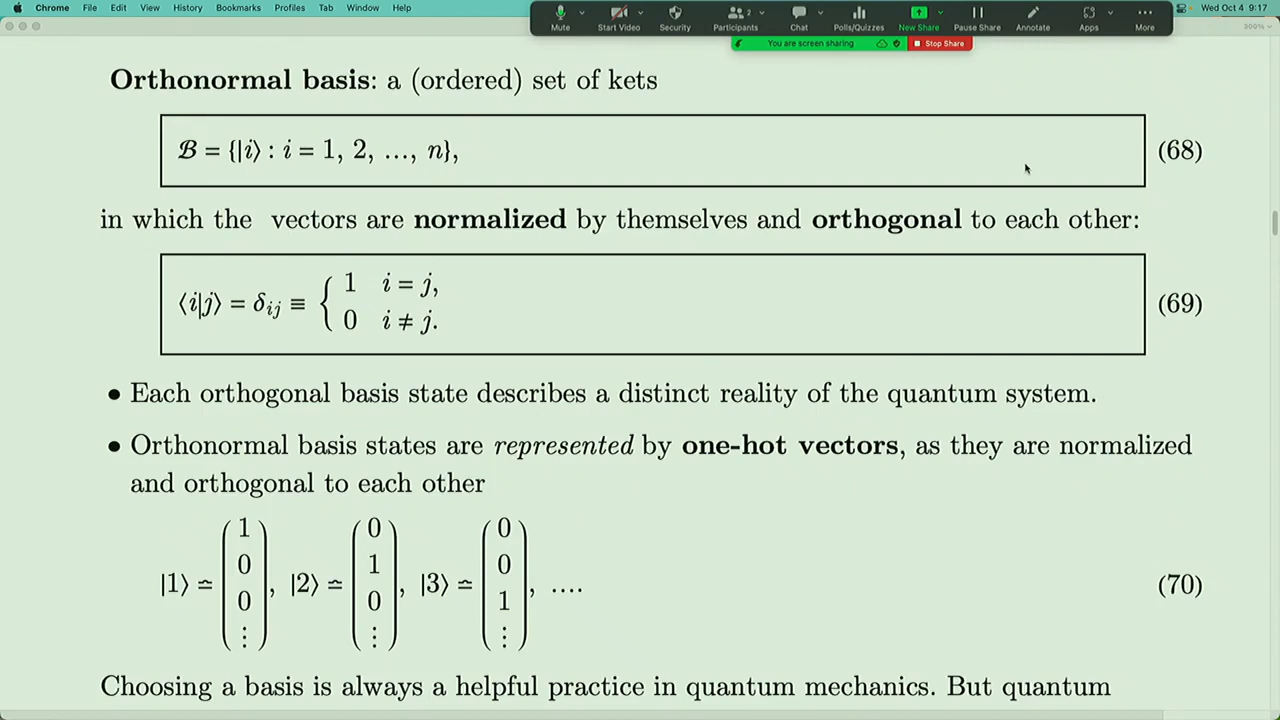 Chrome File Edit View History Bookmarks Profiles Tab Window Help
Wed Oct 4 9:17
Mute Start Video Security Participants 2 Chat Polls/Quizzes New Share Pause Share Annotate Apps More
You are screen sharing Stop Share
300%
Orthonormal basis: a (ordered) set of kets
ℬ = {|i⟩ : i = 1, 2, ..., n}, (68)
in which the vectors are normalized by themselves and orthogonal to each other:
⟨i|j⟩ = δij ≡ { 1 i = j,
0 i ≠ j. (69)
• Each orthogonal basis state describes a distinct reality of the quantum system.
• Orthonormal basis states are represented by one-hot vectors, as they are normalized
and orthogonal to each other
|1⟩ ≏ (1 0 0 ⋮), |2⟩ ≏ (0 1 0 ⋮), |3⟩ ≏ (0 0 1 ⋮), .... (70)
Choosing a basis is always a helpful practice in quantum mechanics. But quantum